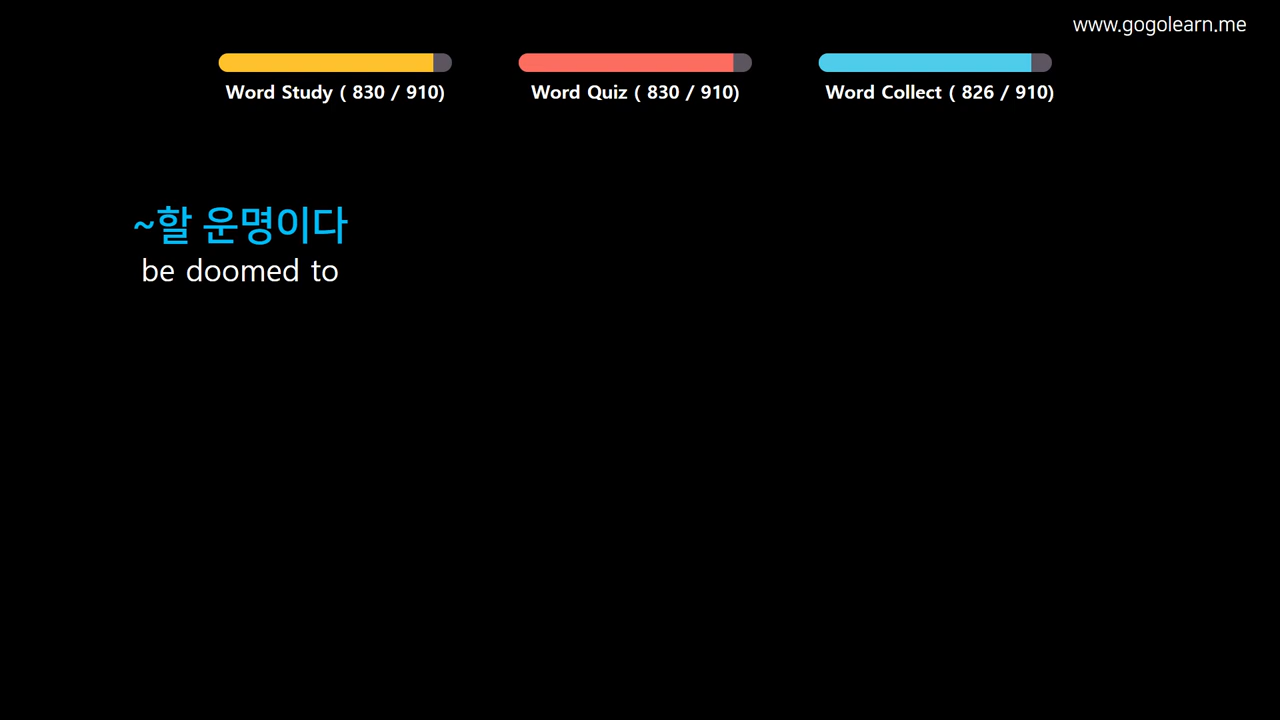 www.gogolearn.me
Word Study ( 830 / 910)
Word Quiz ( 830 / 910)
Word Collect ( 826 / 910)
~할 운명이다
be doomed to